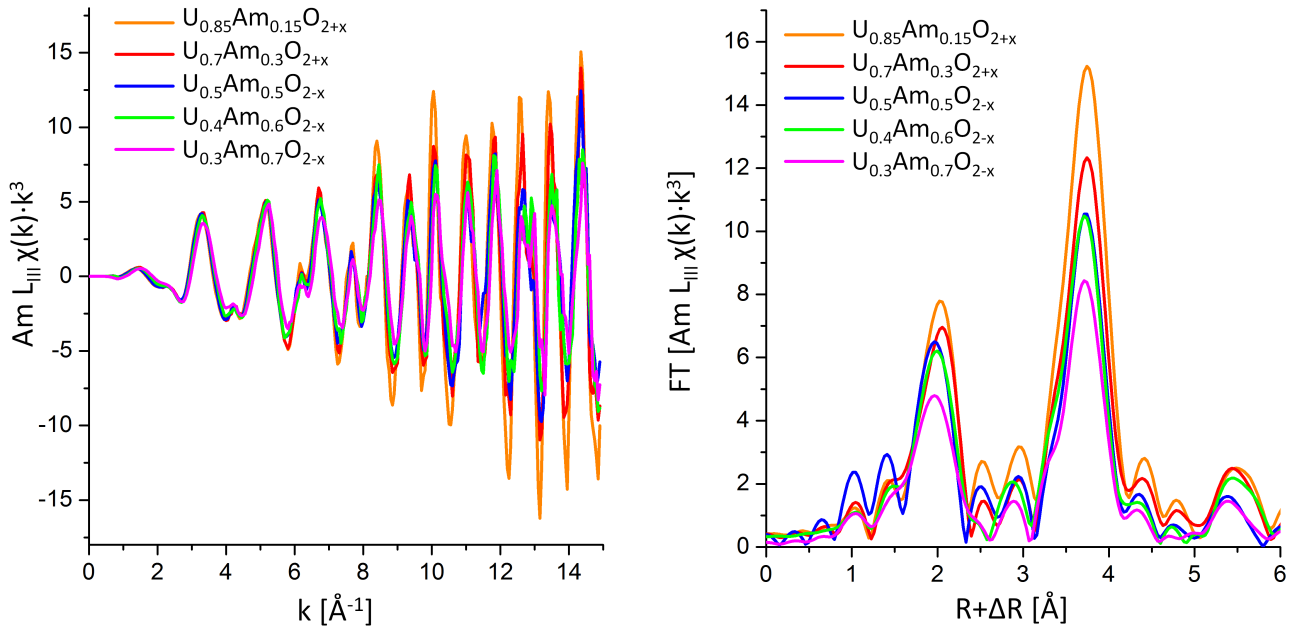 U₀.₈₅Am₀.₁₅O₂₊ₓ
U₀.₇Am₀.₃O₂₊ₓ
U₀.₅Am₀.₅O₂₋ₓ
U₀.₄Am₀.₆O₂₋ₓ
U₀.₃Am₀.₇O₂₋ₓ
15
10
5
0
-5
-10
-15
Am L_III χ(k)·k³
0 2 4 6 8 10 12 14
k [Å⁻¹]
U₀.₈₅Am₀.₁₅O₂₊ₓ
U₀.₇Am₀.₃O₂₊ₓ
U₀.₅Am₀.₅O₂₋ₓ
U₀.₄Am₀.₆O₂₋ₓ
U₀.₃Am₀.₇O₂₋ₓ
16
14
12
10
8
6
4
2
0
FT [Am L_III χ(k)·k³]
0 1 2 3 4 5 6
R+ΔR [Å]